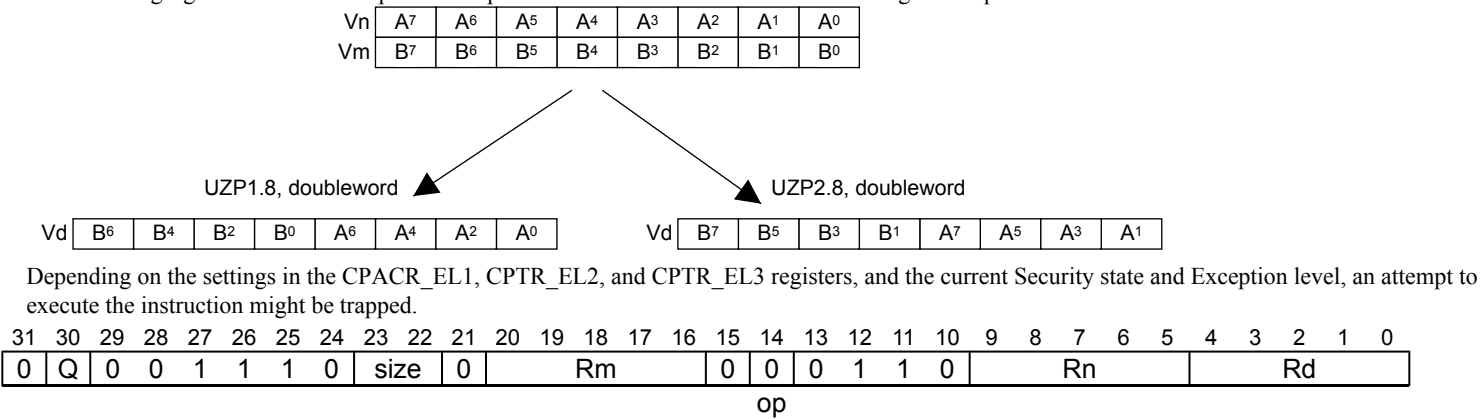 Vn A7 A6 A5 A4 A3 A2 A1 A0
Vm B7 B6 B5 B4 B3 B2 B1 B0
UZP1.8, doubleword UZP2.8, doubleword
Vd B6 B4 B2 B0 A6 A4 A2 A0 Vd B7 B5 B3 B1 A7 A5 A3 A1
Depending on the settings in the CPACR_EL1, CPTR_EL2, and CPTR_EL3 registers, and the current Security state and Exception level, an attempt to
execute the instruction might be trapped.
31 30 29 28 27 26 25 24 23 22 21 20 19 18 17 16 15 14 13 12 11 10 9 8 7 6 5 4 3 2 1 0
0 Q 0 0 1 1 1 0 size 0 Rm 0 0 0 1 1 0 Rn Rd
op